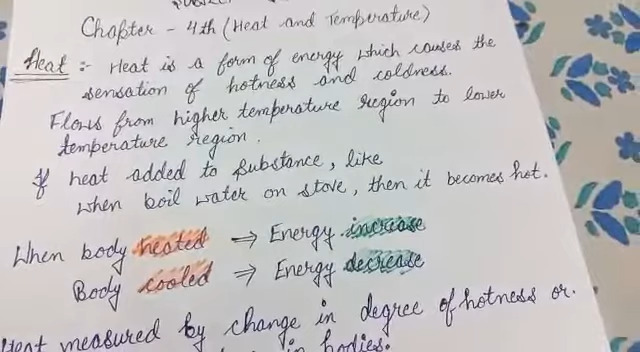 Chapter - 4th (Heat and Temperature)
Heat :- Heat is a form of energy which causes the
sensation of hotness and coldness.
Flows from higher temperature region to lower
temperature region.
If heat added to substance, like
when boil water on stove, then it becomes hot.
When body heated ⇒ Energy increase
Body cooled ⇒ Energy decrease
Heat measured by change in degree of hotness or
in bodies.